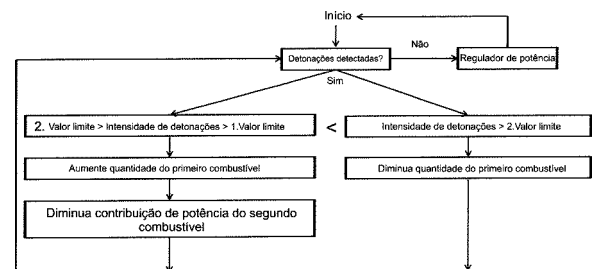 Início
Não
Detonações detectadas?
Regulador de potência
Sim
2. Valor limite > Intensidade de detonações > 1.Valor limite
<
Intensidade de detonações > 2.Valor limite
Aumente quantidade do primeiro combustível
Diminua quantidade do primeiro combustível
Diminua contribuição de potência do segundo
combustível